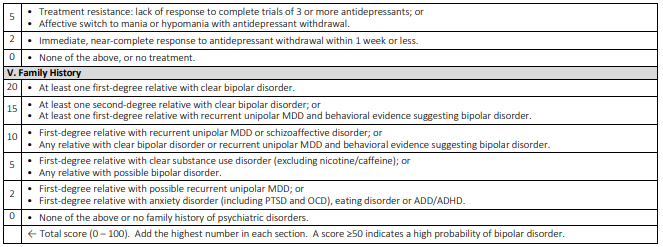 5
• Treatment resistance: lack of response to complete trials of 3 or more antidepressants; or
• Affective switch to mania or hypomania with antidepressant withdrawal.
2
• Immediate, near-complete response to antidepressant withdrawal within 1 week or less.
0
• None of the above, or no treatment.
V. Family History
20
• At least one first-degree relative with clear bipolar disorder.
15
• At least one second-degree relative with clear bipolar disorder; or
• At least one first-degree relative with recurrent unipolar MDD and behavioral evidence suggesting bipolar disorder.
10
• First-degree relative with recurrent unipolar MDD or schizoaffective disorder; or
• Any relative with clear bipolar disorder or recurrent unipolar MDD and behavioral evidence suggesting bipolar disorder.
5
• First-degree relative with clear substance use disorder (excluding nicotine/caffeine); or
• Any relative with possible bipolar disorder.
2
• First-degree relative with possible recurrent unipolar MDD; or
• First-degree relative with anxiety disorder (including PTSD and OCD), eating disorder or ADD/ADHD.
0
• None of the above or no family history of psychiatric disorders.
← Total score (0 – 100).  Add the highest number in each section.  A score ≥50 indicates a high probability of bipolar disorder.